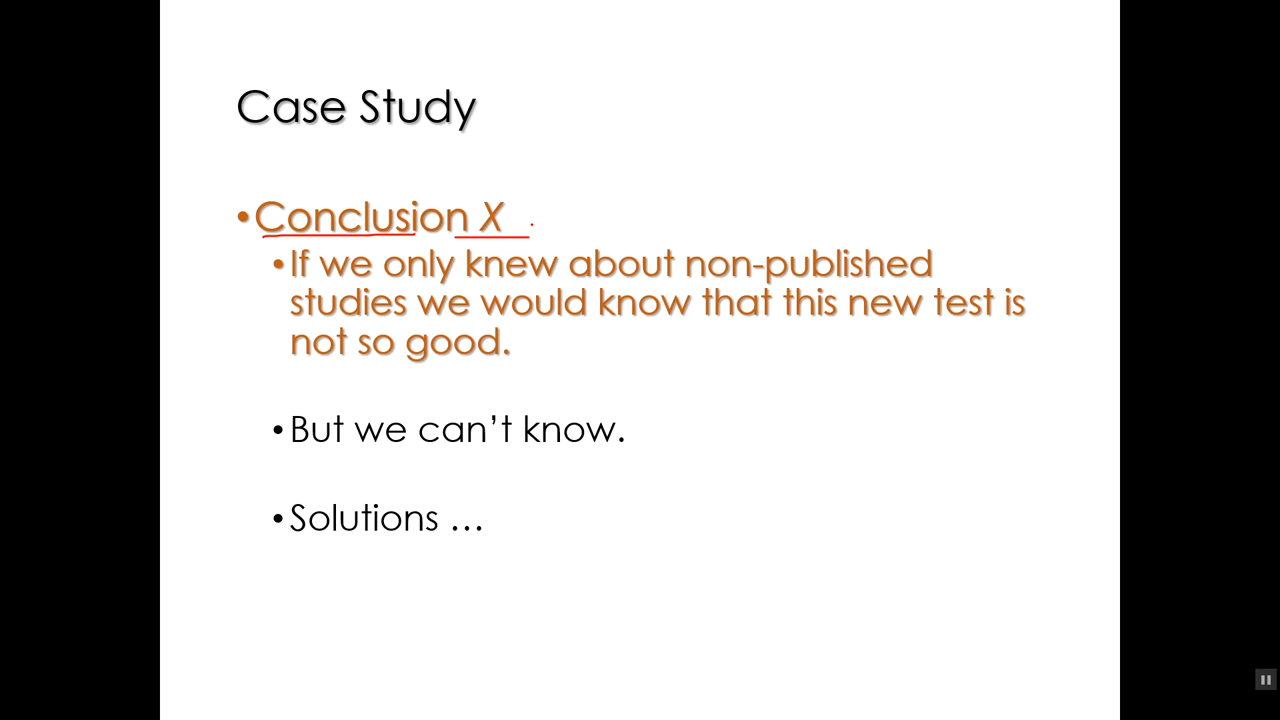 Case Study
• Conclusion X
• If we only knew about non-published
studies we would know that this new test is
not so good.
• But we can’t know.
• Solutions …